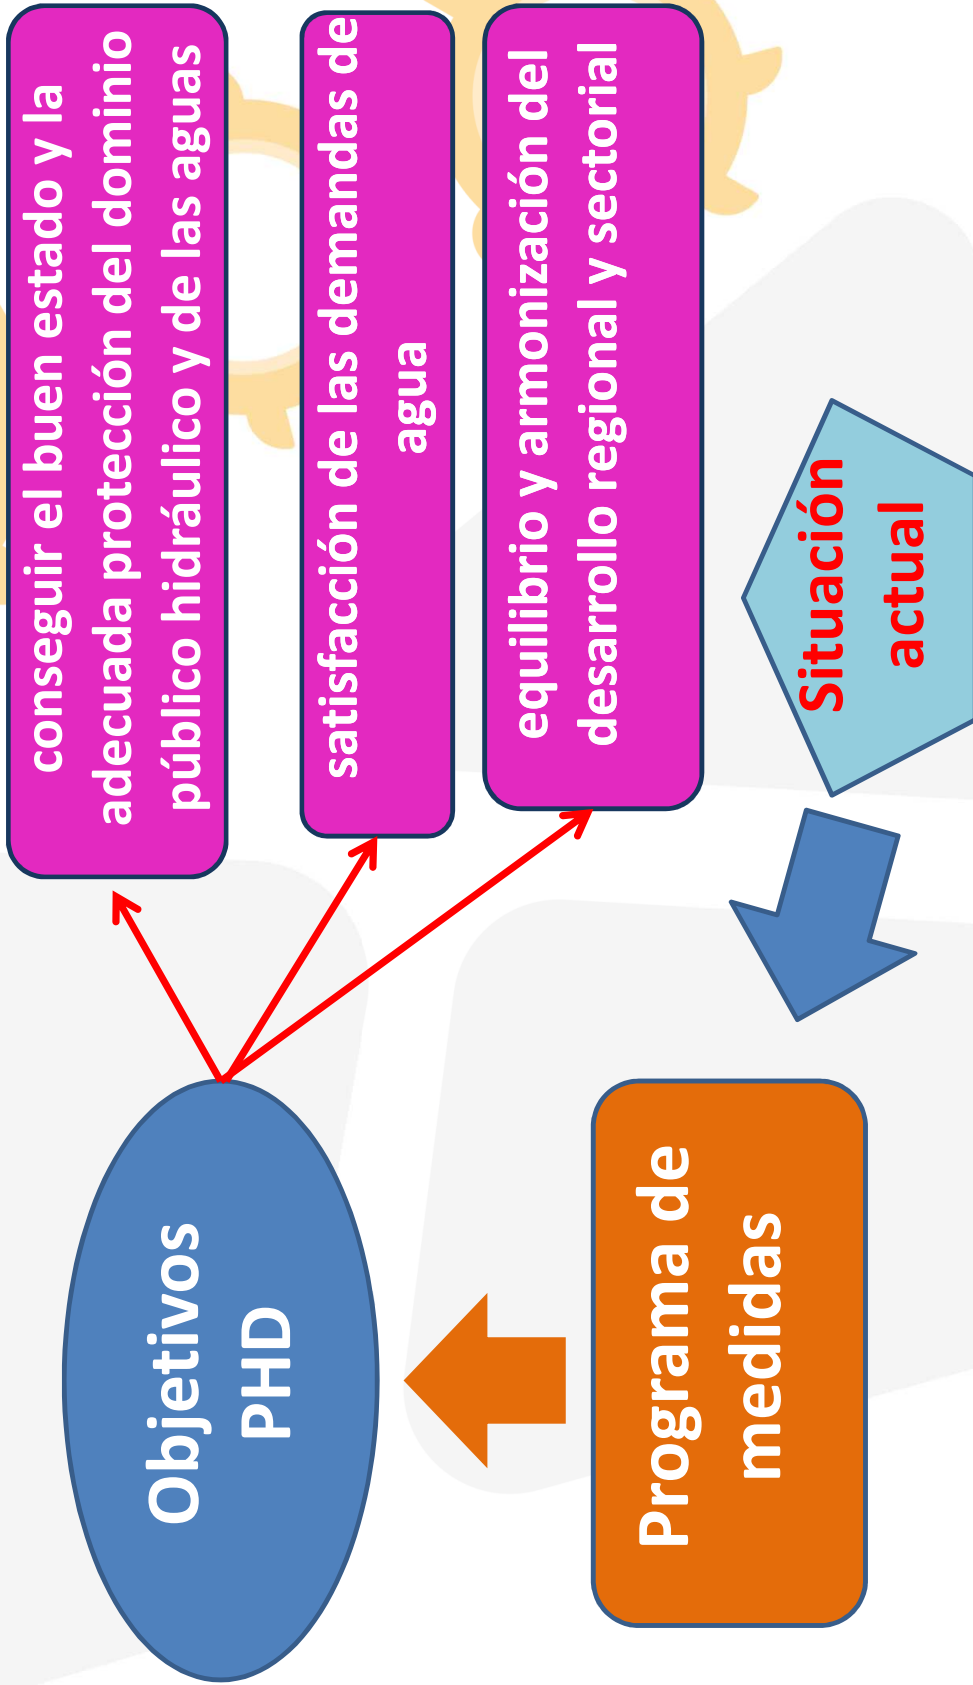 Objetivos
PHD
conseguir el buen estado y la
adecuada protección del dominio
público hidráulico y de las aguas
satisfacción de las demandas de
agua
equilibrio y armonización del
desarrollo regional y sectorial
Programa de
medidas
Situación
actual